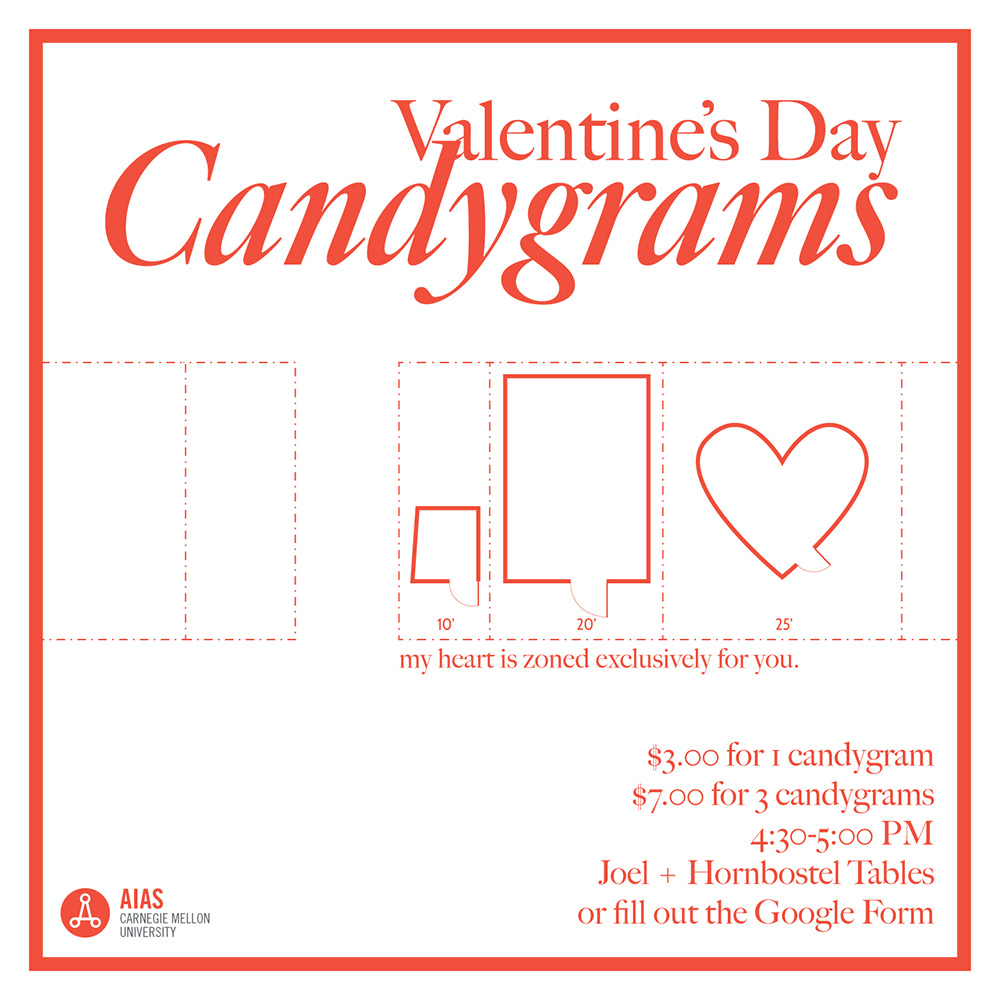 Valentine’s Day
Candygrams
10’ 20’ 25’
my heart is zoned exclusively for you.
$3.00 for 1 candygram
$7.00 for 3 candygrams
4:30-5:00 PM
Joel + Hornbostel Tables
or fill out the Google Form
AIAS
CARNEGIE MELLON
UNIVERSITY